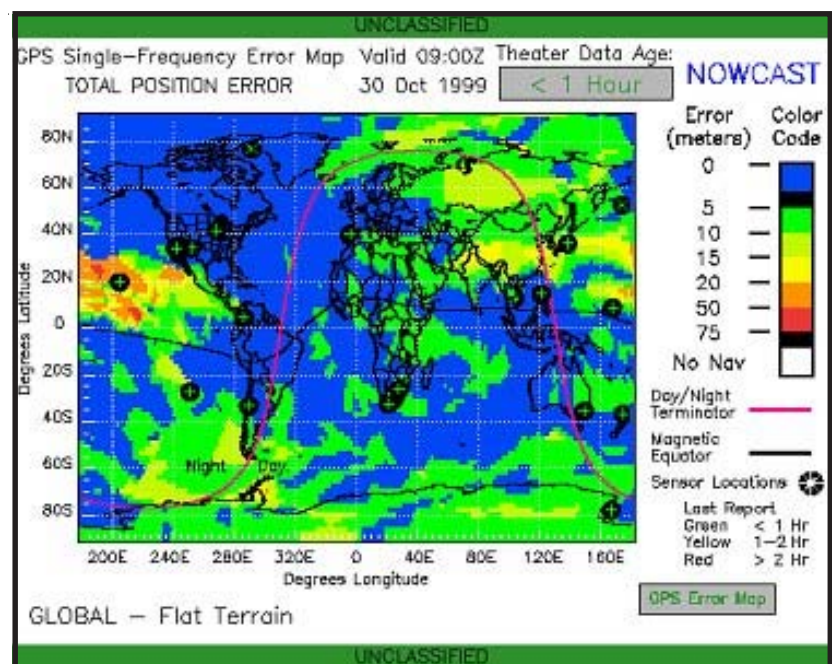 UNCLASSIFIED
GPS Single-Frequency Error Map Valid 09:00Z Theater Data Age:
TOTAL POSITION ERROR 30 Oct 1999 < 1 Hour
NOWCAST
Error (meters) Color Code
0
5
10
15
20
50
75
No Nav
Day/Night Terminator
Magnetic Equator
Sensor Locations
Last Report
Green < 1 Hr
Yellow 1-2 Hr
Red > 2 Hr
Degrees Latitude
80N
60N
40N
20N
0
20S
40S
60S
80S
Night Day
200E 240E 280E 320E 0 40E 80E 120E 160E
Degrees Longitude
GPS Error Map
GLOBAL - Flat Terrain
UNCLASSIFIED